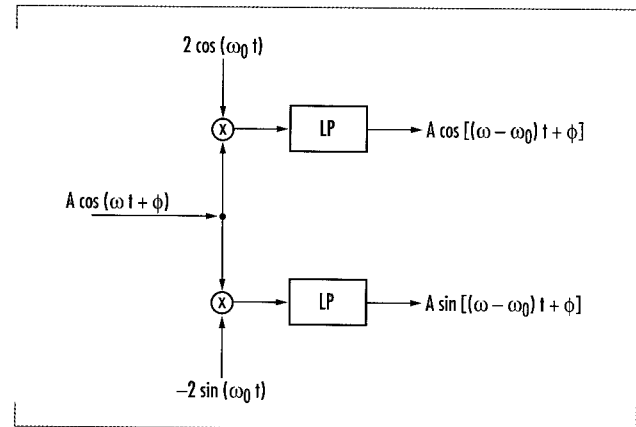 2 cos (ω₀ t)
X
LP
A cos [(ω – ω₀) t + ϕ]
A cos (ω t + ϕ)
X
LP
A sin [(ω – ω₀) t + ϕ]
–2 sin (ω₀ t)